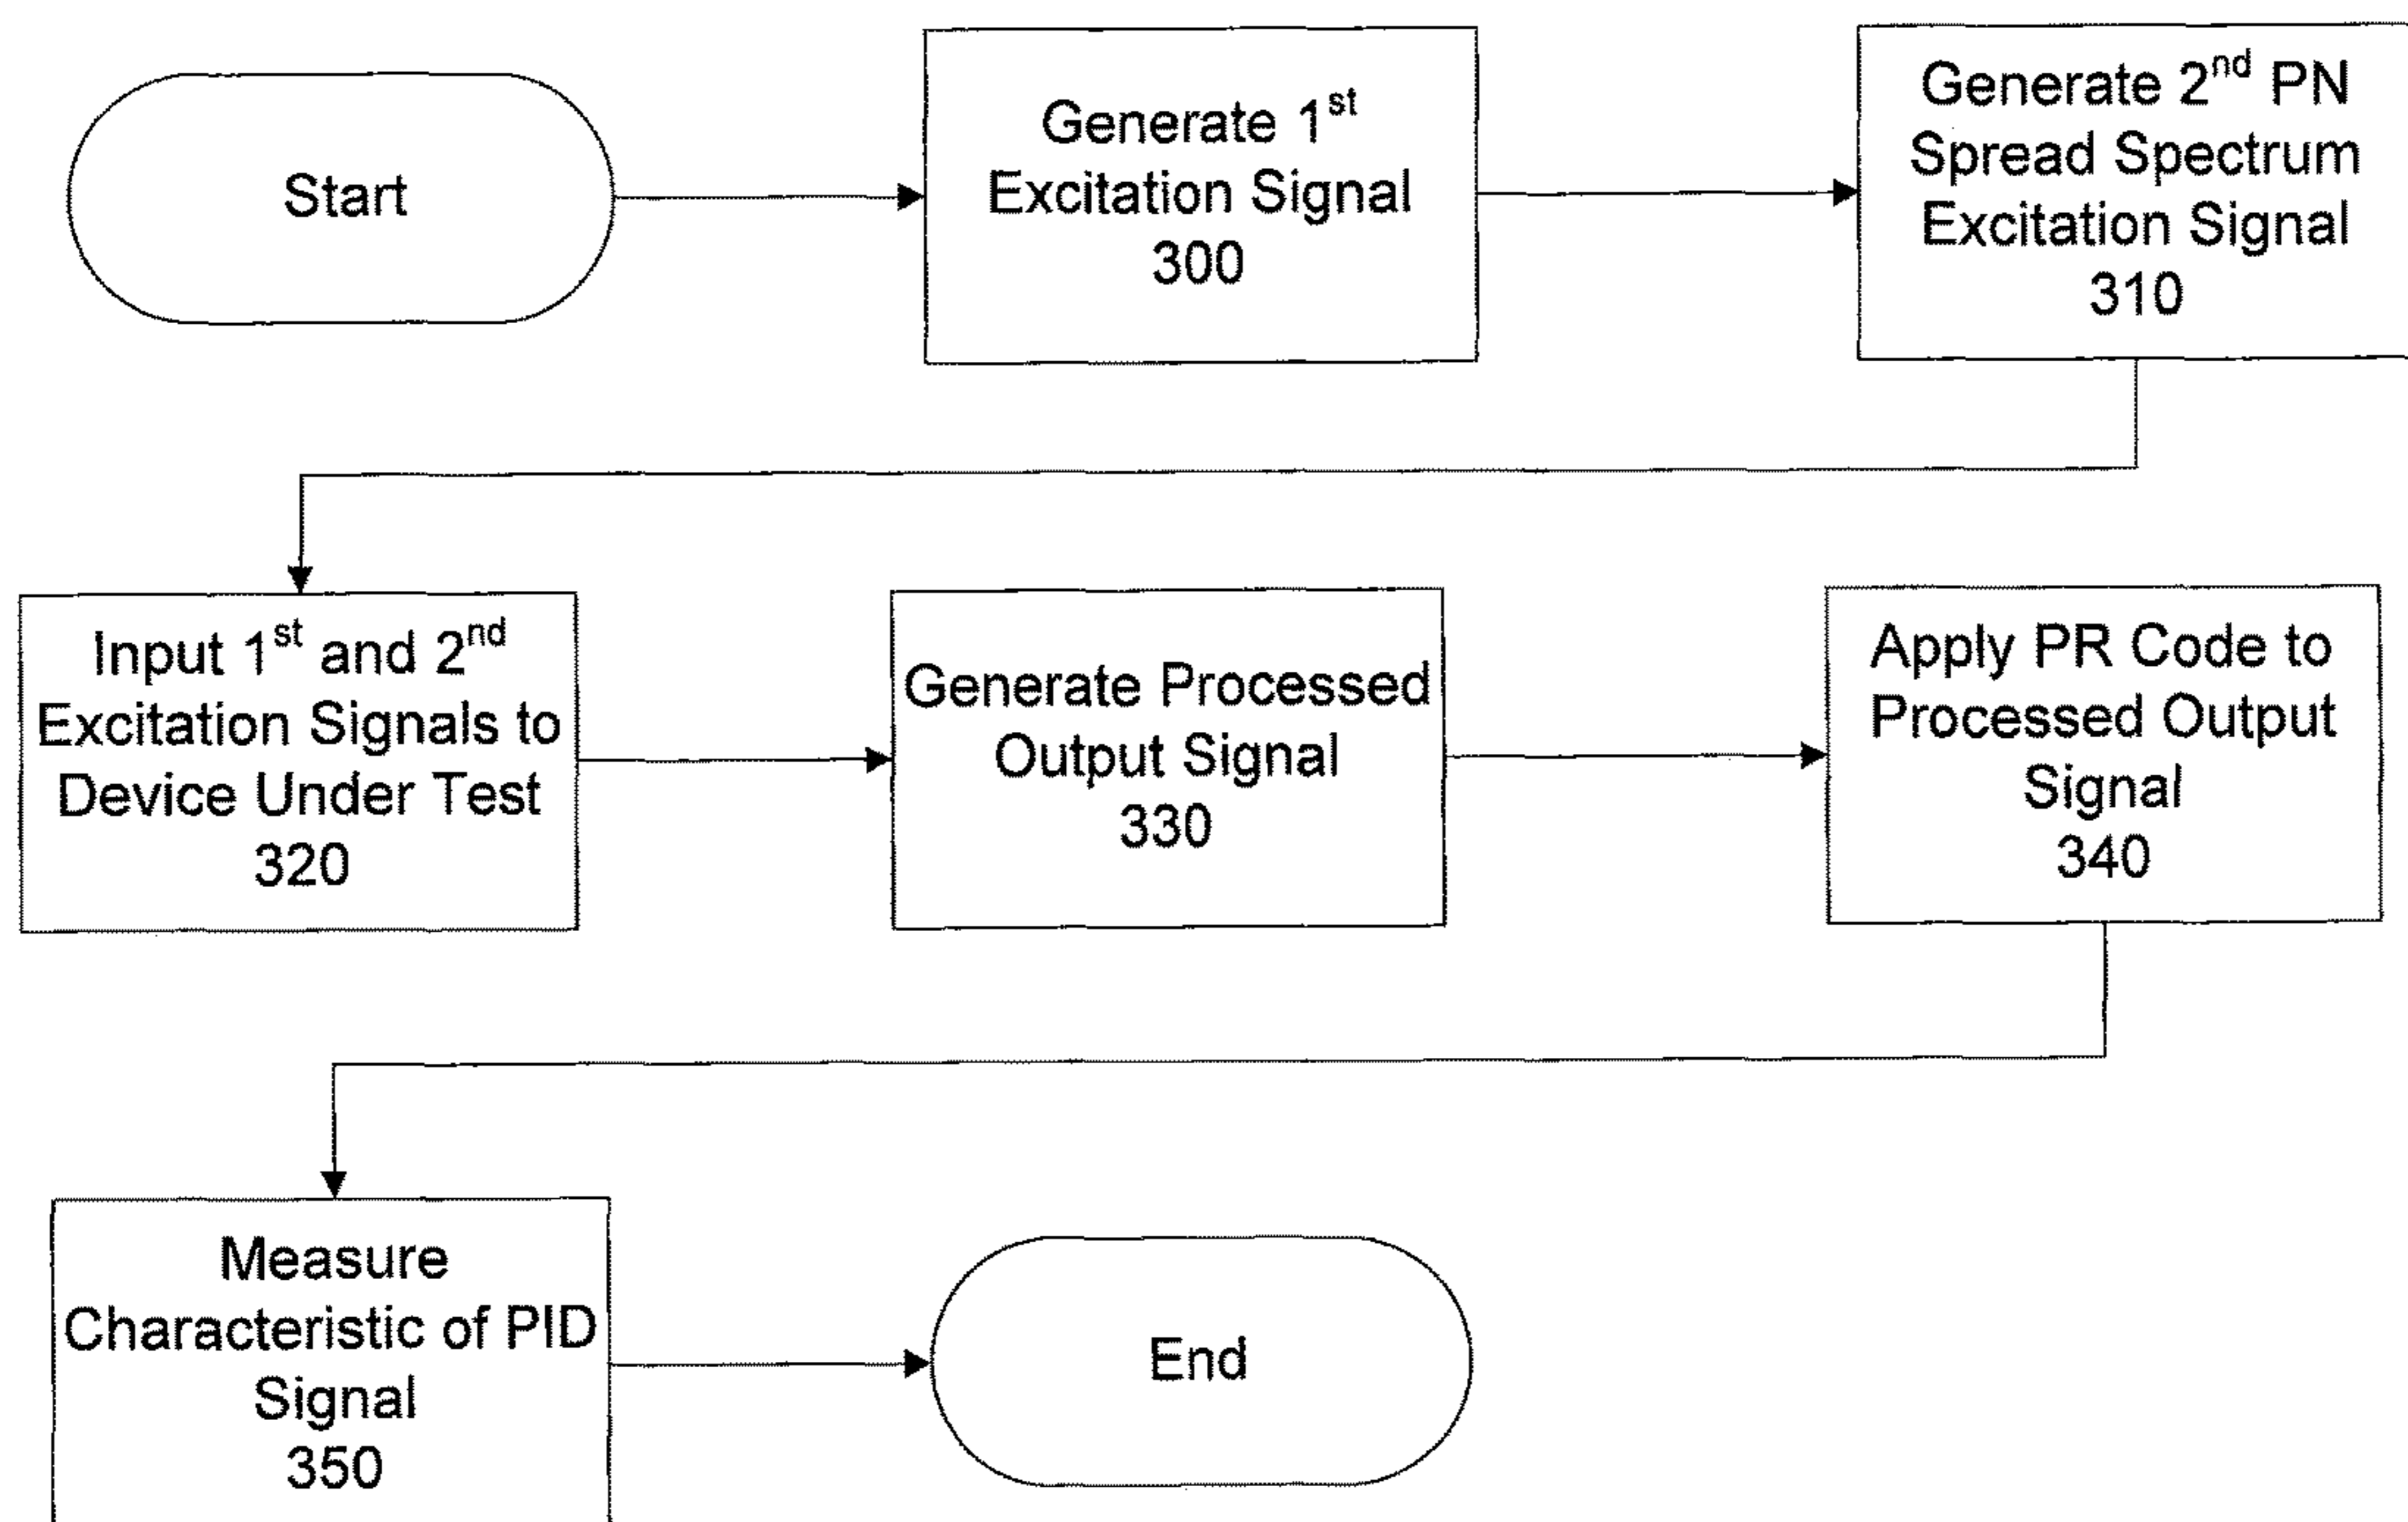 Start
Generate 1st
Excitation Signal
300
Generate 2nd PN
Spread Spectrum
Excitation Signal
310
Input 1st and 2nd
Excitation Signals to
Device Under Test
320
Generate Processed
Output Signal
330
Apply PR Code to
Processed Output
Signal
340
Measure
Characteristic of PID
Signal
350
End